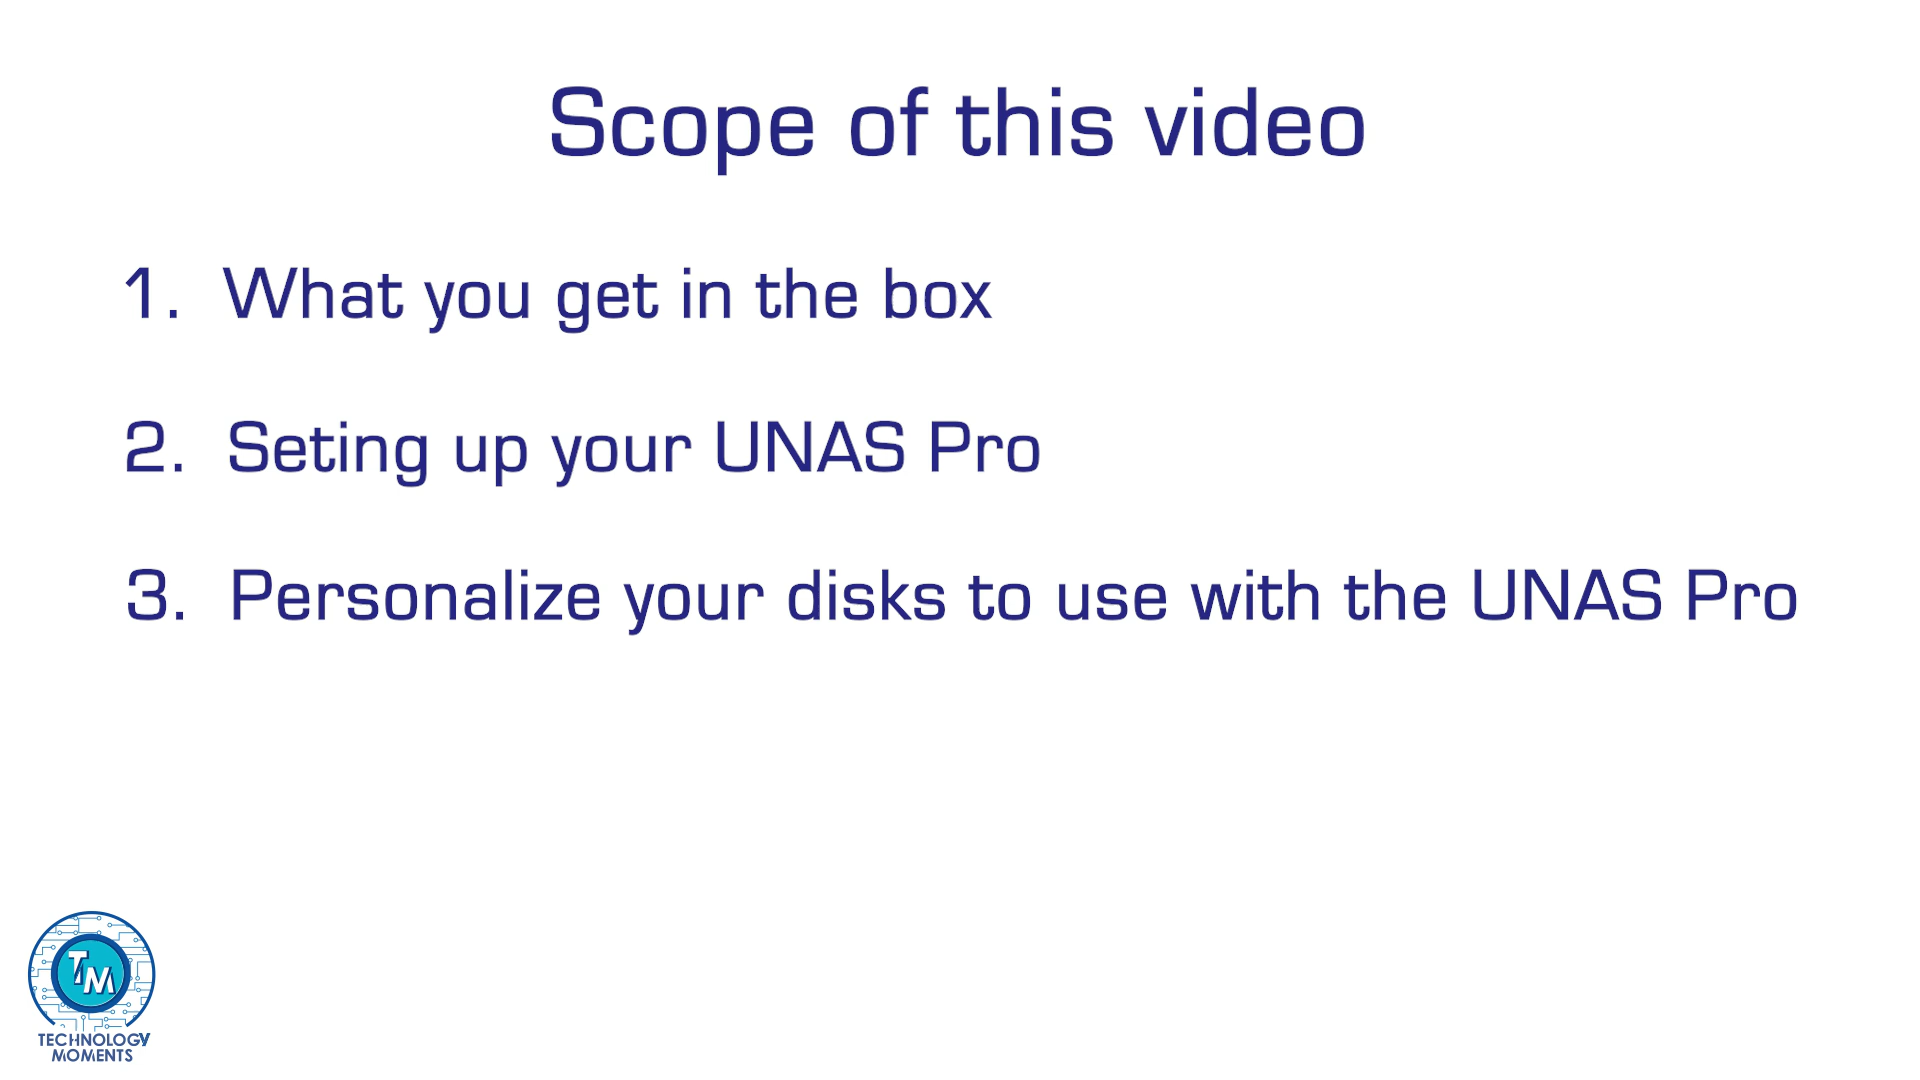 Scope of this video
1. What you get in the box
2. Seting up your UNAS Pro
3. Personalize your disks to use with the UNAS Pro
TM
TECHNOLOGY
MOMENTS